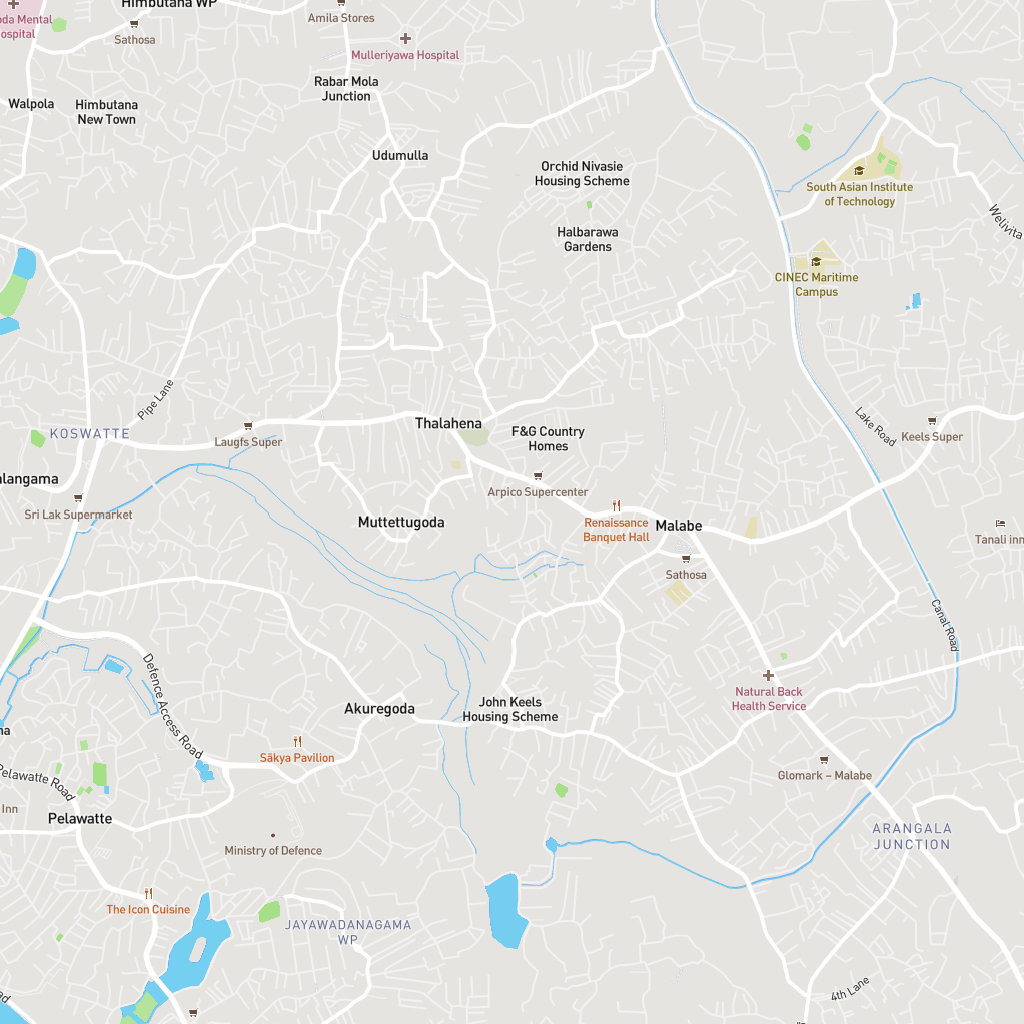 Himbutana WP
oda Mental
ospital
Sathosa
Amila Stores
Mulleriyawa Hospital
Rabar Mola
Junction
Walpola
Himbutana
New Town
Udumulla
Orchid Nivasie
Housing Scheme
South Asian Institute
of Technology
Halbarawa
Gardens
Welivita
CINEC Maritime
Campus
Pipe Lane
KOSWATTE
Laugfs Super
Thalahena
F&G Country
Homes
Lake Road
Keels Super
alangama
Sri Lak Supermarket
Arpico Supercenter
Muttettugoda
Renaissance
Banquet Hall
Malabe
Tanali inn
Sathosa
Canal Road
Defence Access Road
Natural Back
Health Service
Akuregoda
John Keels
Housing Scheme
na
Säkya Pavilion
Pelawatte Road
Glomark – Malabe
Inn
Pelawatte
ARANGALA
JUNCTION
Ministry of Defence
The Icon Cuisine
JAYAWADANAGAMA
WP
4th Lane
ad